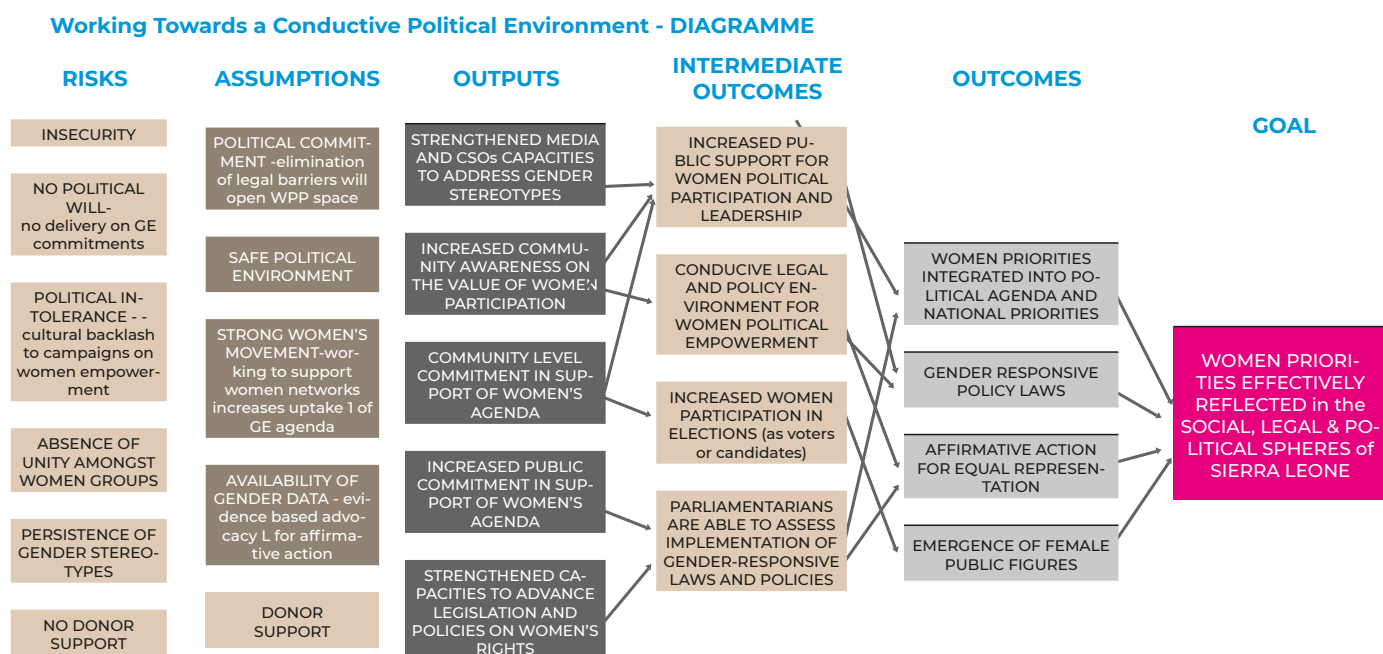 Working Towards a Conductive Political Environment - DIAGRAMME
RISKS
INSECURITY
NO POLITICAL
WILL-
no delivery on GE
commitments
POLITICAL IN-
TOLERANCE - -
cultural backlash
to campaigns on
women empower-
ment
ABSENCE OF
UNITY AMONGST
WOMEN GROUPS
PERSISTENCE OF
GENDER STEREO-
TYPES
NO DONOR
SUPPORT
ASSUMPTIONS
POLITICAL COMMIT-
MENT -elimination
of legal barriers will
open WPP space
SAFE POLITICAL
ENVIRONMENT
STRONG WOMEN'S
MOVEMENT-wor-
king to support
women networks
increases uptake 1 of
GE agenda
AVAILABILITY OF
GENDER DATA - evi-
dence based advo-
cacy L for affirma-
tive action
DONOR
SUPPORT
OUTPUTS
STRENGTHENED MEDIA
AND CSOs CAPACITIES
TO ADDRESS GENDER
STEREOTYPES
INCREASED COMMU-
NITY AWARENESS ON
THE VALUE OF WOMEN
PARTICIPATION
COMMUNITY LEVEL
COMMITMENT IN SUP-
PORT OF WOMEN'S
AGENDA
INCREASED PUBLIC
COMMITMENT IN SUP-
PORT OF WOMEN'S
AGENDA
STRENGTHENED CA-
PACITIES TO ADVANCE
LEGISLATION AND
POLICIES ON WOMEN'S
RIGHTS
INTERMEDIATE
OUTCOMES
INCREASED PU-
BLIC SUPPORT FOR
WOMEN POLITICAL
PARTICIPATION AND
LEADERSHIP
CONDUCIVE LEGAL
AND POLICY EN-
VIRONMENT FOR
WOMEN POLITICAL
EMPOWERMENT
INCREASED WOMEN
PARTICIPATION IN
ELECTIONS (as voters
or candidates)
PARLIAMENTARIANS
ARE ABLE TO ASSESS
IMPLEMENTATION OF
GENDER-RESPONSIVE
LAWS AND POLICIES
OUTCOMES
WOMEN PRIORITIES
INTEGRATED INTO PO-
LITICAL AGENDA AND
NATIONAL PRIORITIES
GENDER RESPONSIVE
POLICY LAWS
AFFIRMATIVE ACTION
FOR EQUAL REPRESEN-
TATION
EMERGENCE OF FEMALE
PUBLIC FIGURES
GOAL
WOMEN PRIORI-
TIES EFFECTIVELY
REFLECTED in the
SOCIAL, LEGAL & PO-
LITICAL SPHERES of
SIERRA LEONE